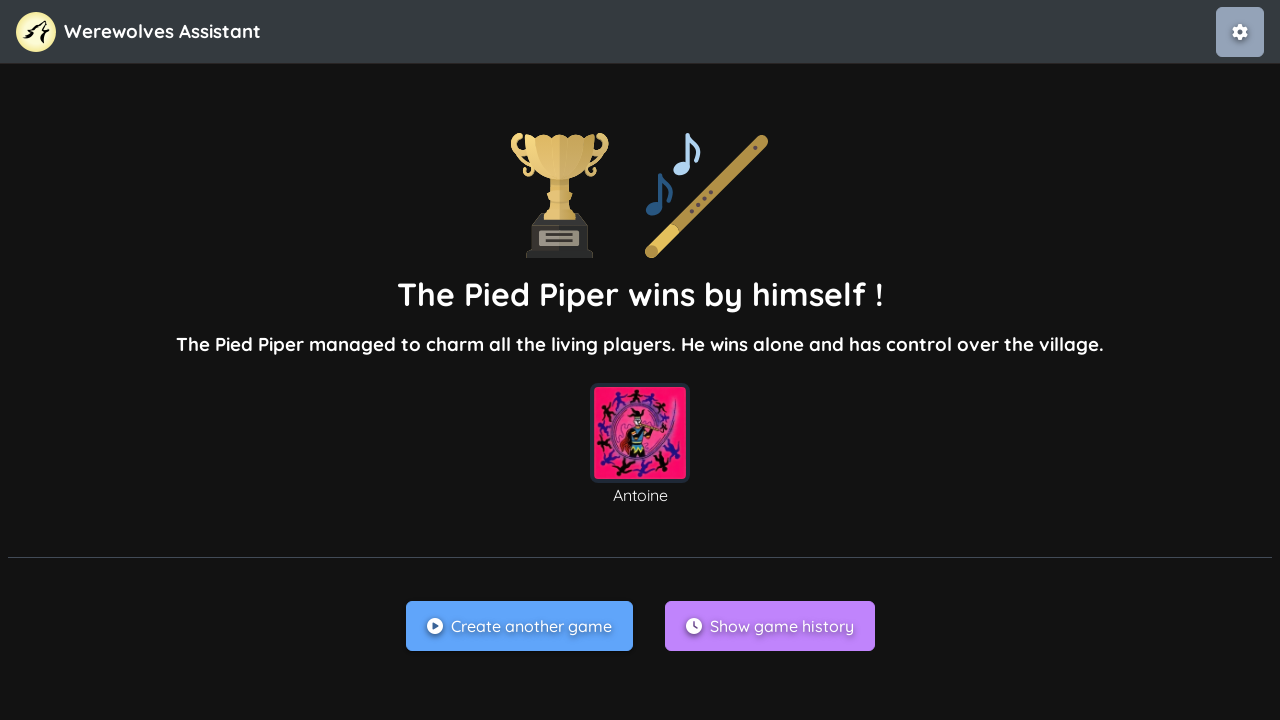 Werewolves Assistant
The Pied Piper wins by himself !
The Pied Piper managed to charm all the living players. He wins alone and has control over the village.
Antoine
Create another game
Show game history